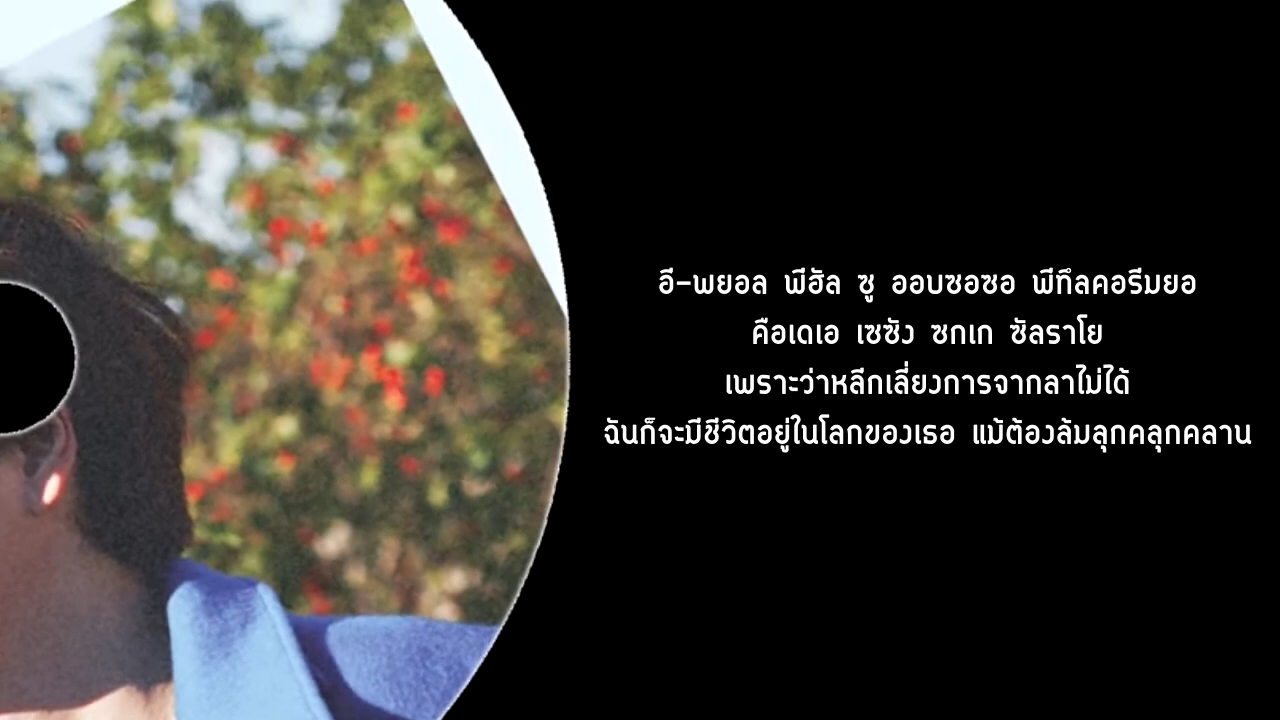 อี-พยอล พีฮัล ซู ออบซอซอ พีทึลคอรีมยอ
คือเดเอ เซซัง ซกเก ซัลราโย
เพราะว่าหลีกเลี่ยงการจากลาไม่ได้
ฉันก็จะมีชีวิตอยู่ในโลกของเธอ แม้ต้องล้มลุกคลุกคลาน